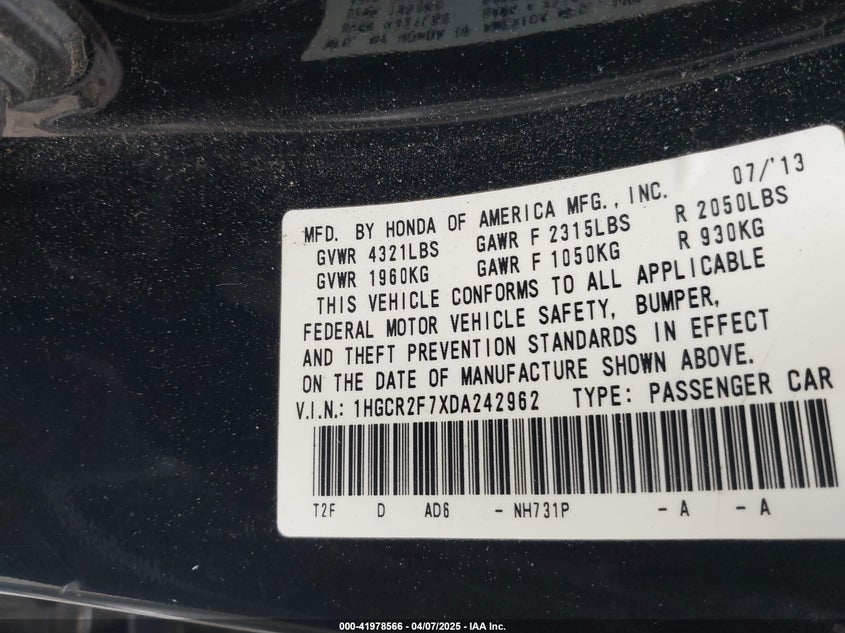 07/'13
MFD. BY HONDA OF AMERICA MFG., INC.
GVWR 4321LBS GAWR F 2315LBS R 2050LBS
GVWR 1960KG GAWR F 1050KG R 930KG
THIS VEHICLE CONFORMS TO ALL APPLICABLE
FEDERAL MOTOR VEHICLE SAFETY, BUMPER,
AND THEFT PREVENTION STANDARDS IN EFFECT
ON THE DATE OF MANUFACTURE SHOWN ABOVE.
V.I.N.: 1HGCR2F7XDA242962 TYPE: PASSENGER CAR
T2F D AD6 - NH731P - A - A
000-41978566 - 04/07/2025 - IAA Inc.